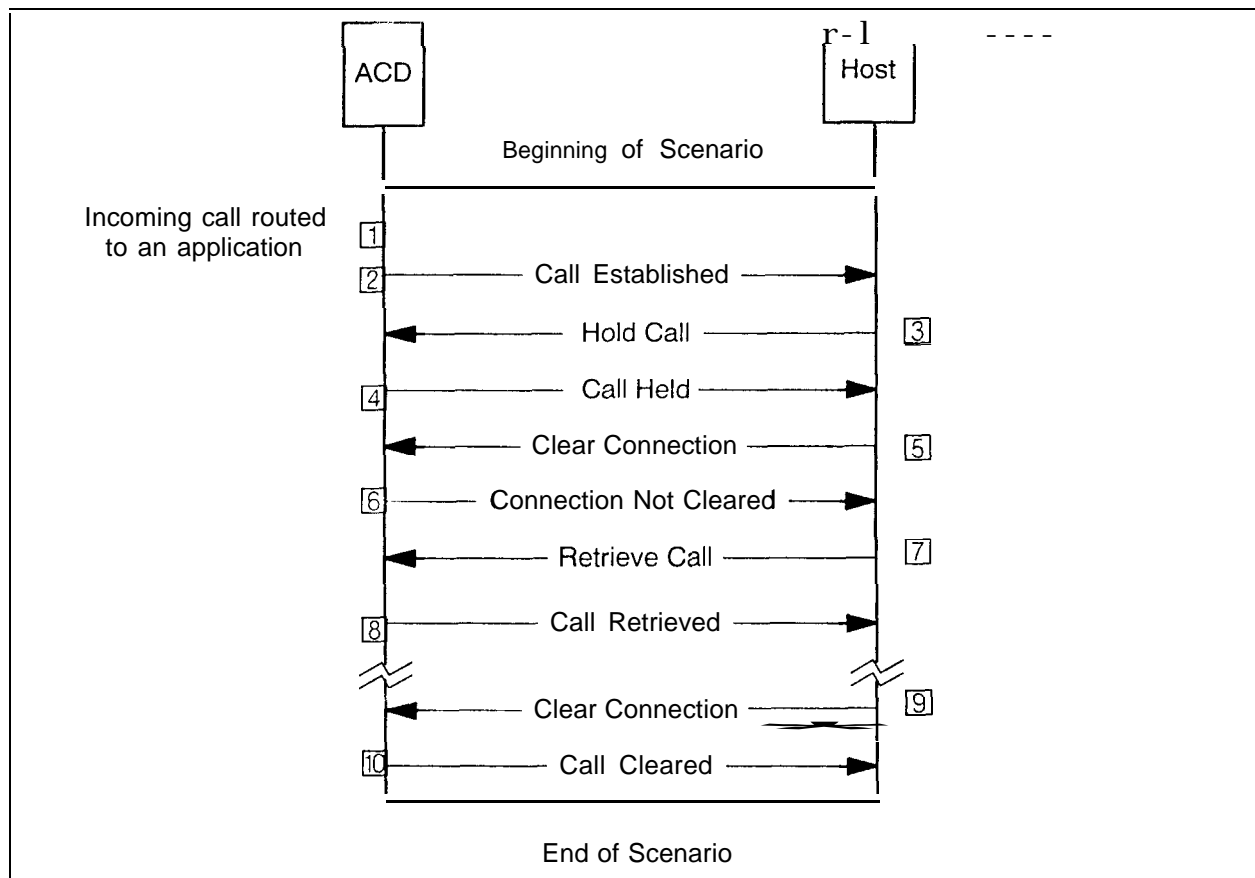 r-l ----
ACD
Host
Beginning of Scenario
Incoming call routed
to an application
1
2
Call Established
Hold Call
3
4
Call Held
Clear Connection
5
6
Connection Not Cleared
Retrieve Call
7
8
Call Retrieved
Clear Connection
9
10
Call Cleared
End of Scenario